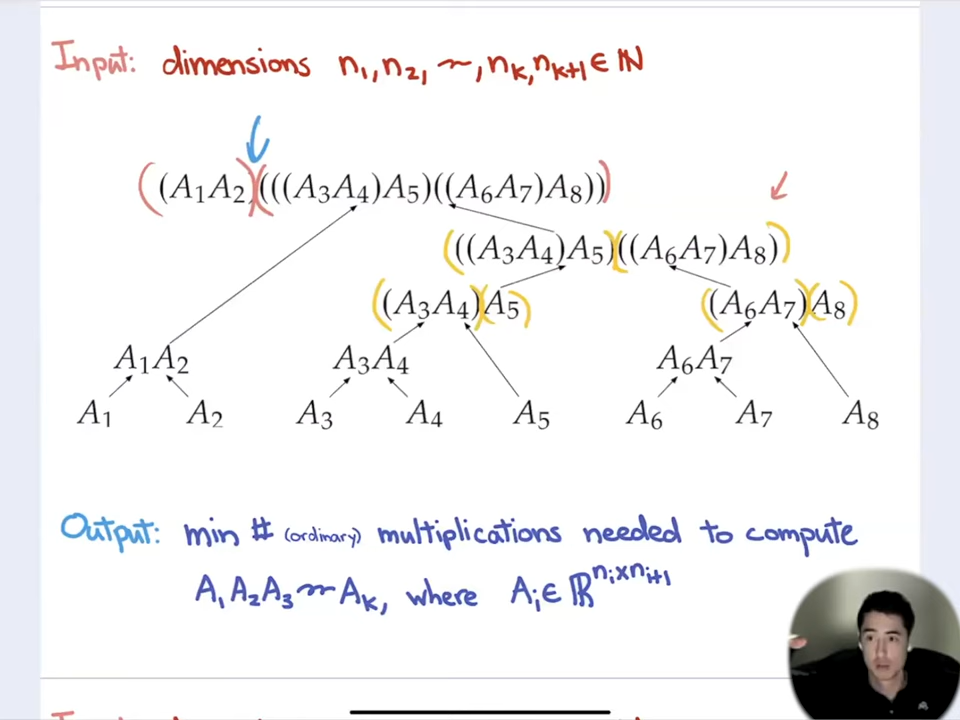 Input: dimensions n₁, n₂, ~, nₖ, nₖ₊₁ ∈ ℕ
((A₁A₂)(((A₃A₄)A₅)((A₆A₇)A₈))
(((A₃A₄)A₅)((A₆A₇)A₈))
((A₃A₄)(A₅) ((A₆A₇)(A₈)
A₁A₂ A₃A₄ A₆A₇
A₁ A₂ A₃ A₄ A₅ A₆ A₇ A₈
Output: min # (ordinary) multiplications needed to compute
A₁A₂A₃~Aₖ, where Aᵢ ∈ ℝ^{nᵢ×nᵢ₊₁}